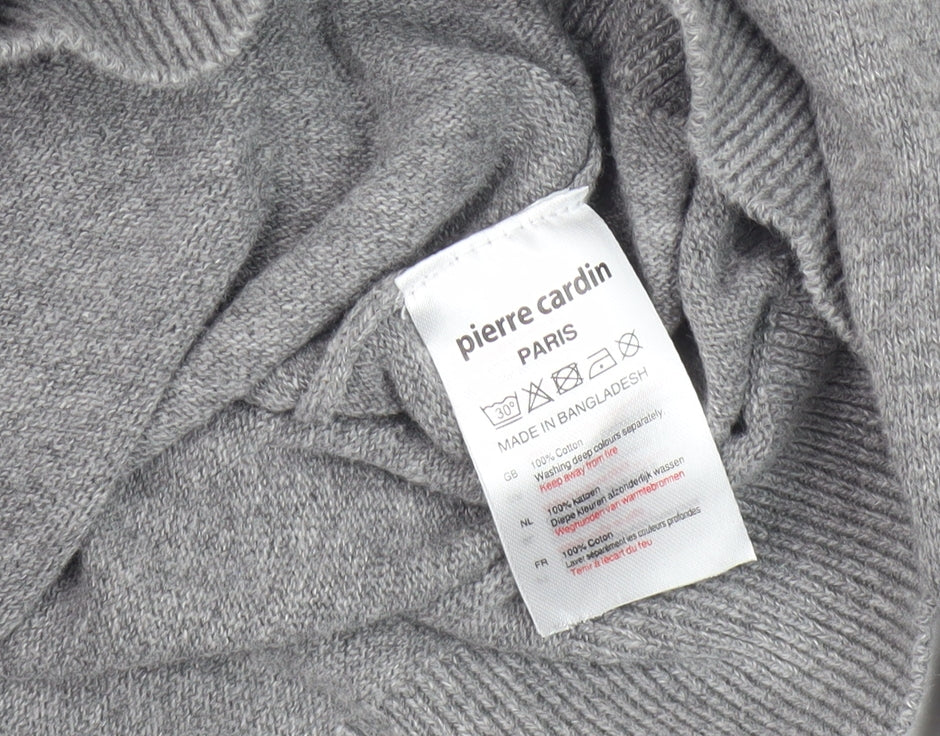 pierre cardin
PARIS
30°
MADE IN BANGLADESH
GB 100% Cotton
Washing deep colours separately.
Keep away from fire
NL 100% Katoen
Diepe kleuren afzonderlijk wassen
Weghunden van warmtebronnen
FR 100% Coton
Laver séparément les couleurs profondes
Tenir à lécart du feu